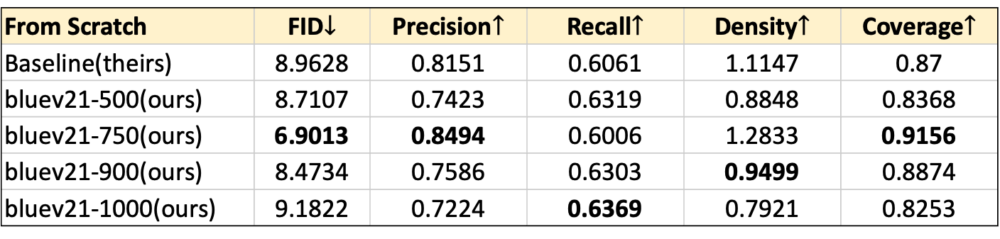 From Scratch FID↓ Precision↑ Recall↑ Density↑ Coverage↑
Baseline(theirs) 8.9628 0.8151 0.6061 1.1147 0.87
bluev21-500(ours) 8.7107 0.7423 0.6319 0.8848 0.8368
bluev21-750(ours) 6.9013 0.8494 0.6006 1.2833 0.9156
bluev21-900(ours) 8.4734 0.7586 0.6303 0.9499 0.8874
bluev21-1000(ours) 9.1822 0.7224 0.6369 0.7921 0.8253